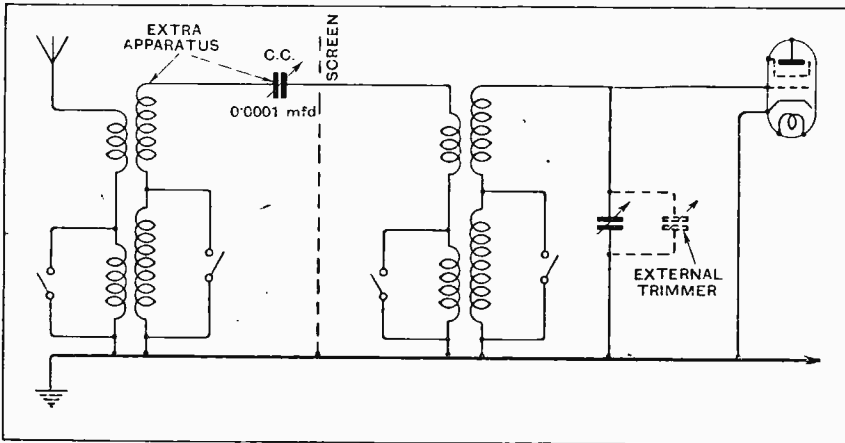 EXTRA
APPARATUS
C.C.
SCREEN
0·0001 mfd
EXTERNAL
TRIMMER